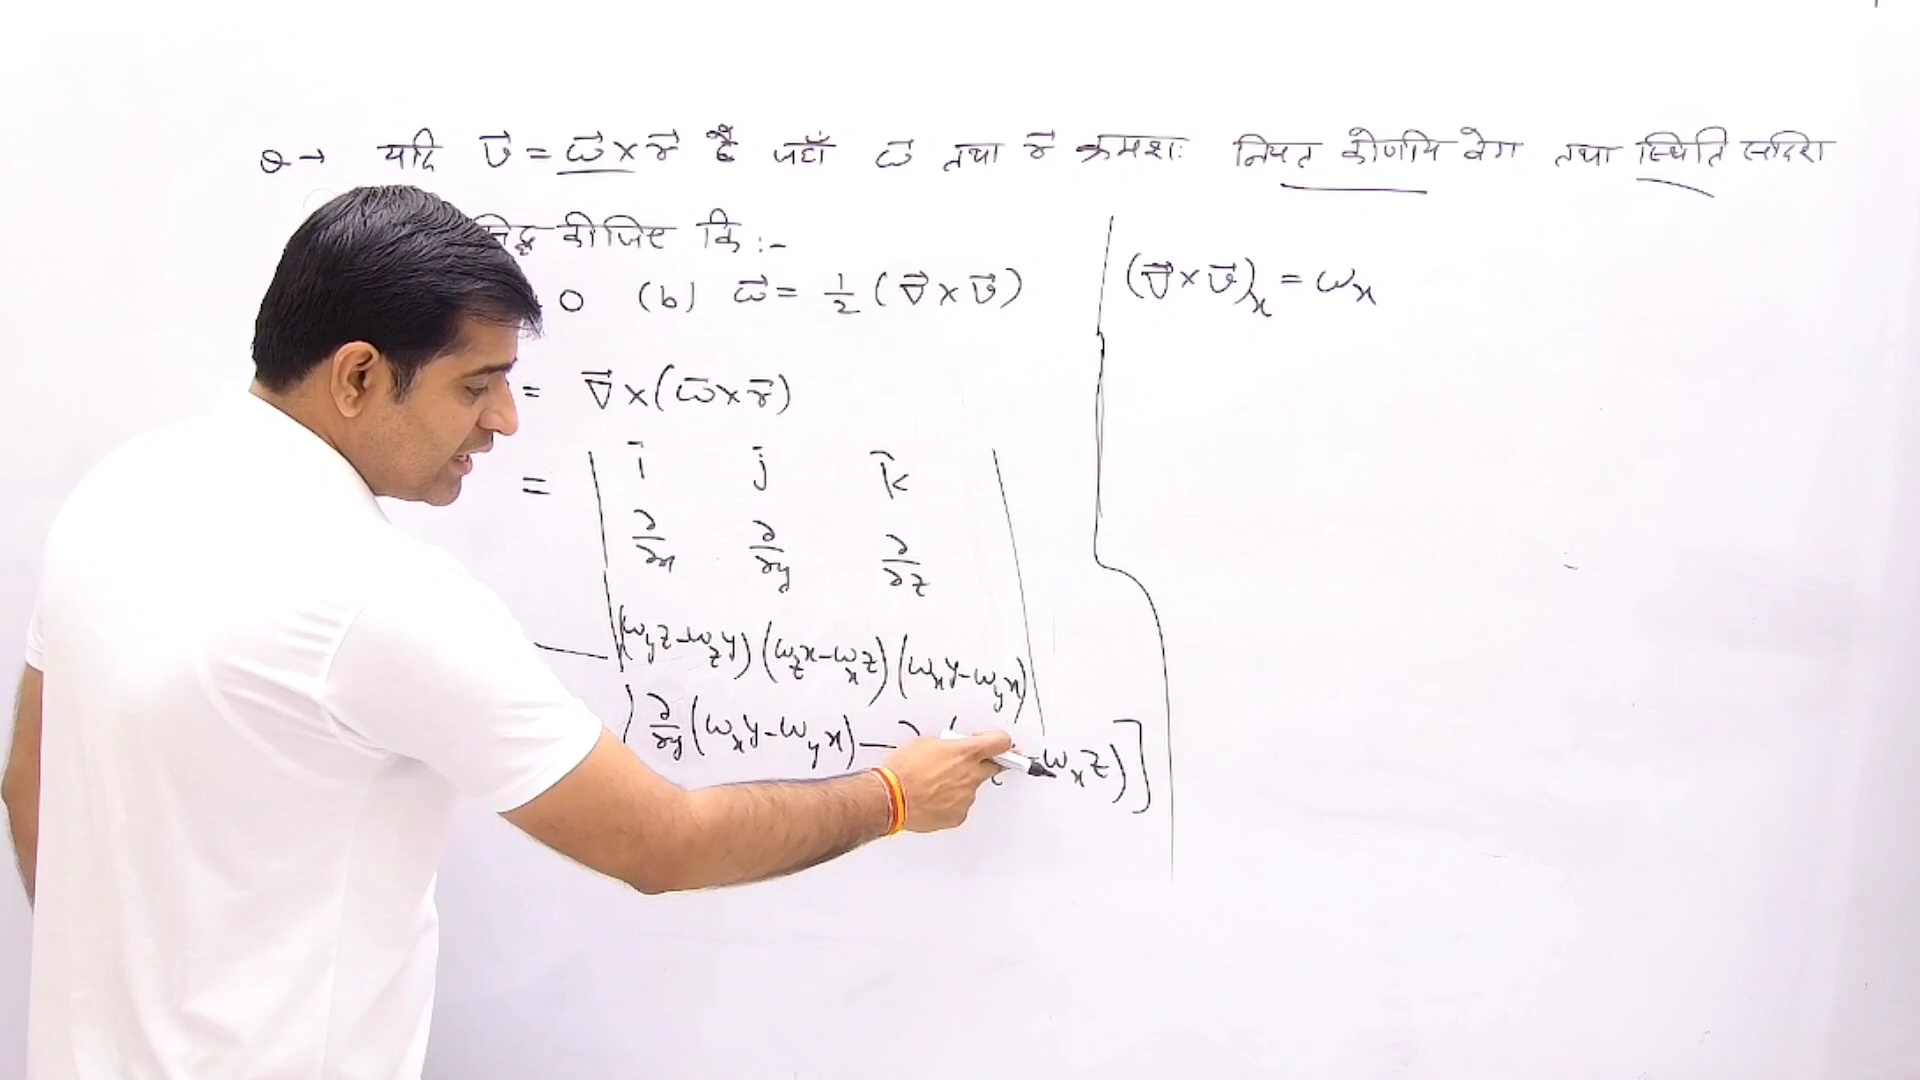 Q→ यदि v⃗ = ω⃗ × r⃗ है जहाँ ω⃗ तथा r⃗ क्रमशः नियत कोणीय वेग तथा स्थिति सदिश
सिद्ध कीजिए कि :-
0 (b) ω⃗ = 1/2 (∇⃗ × v⃗)
= ∇⃗ × (ω⃗ × r⃗)
= | i j k |
∂/∂x ∂/∂y ∂/∂z
(ω_y z - ω_z y) (ω_z x - ω_x z) (ω_x y - ω_y x)
∂/∂y (ω_x y - ω_y x) - - ω_x z)]
(∇⃗ × v⃗)_x = ω_x